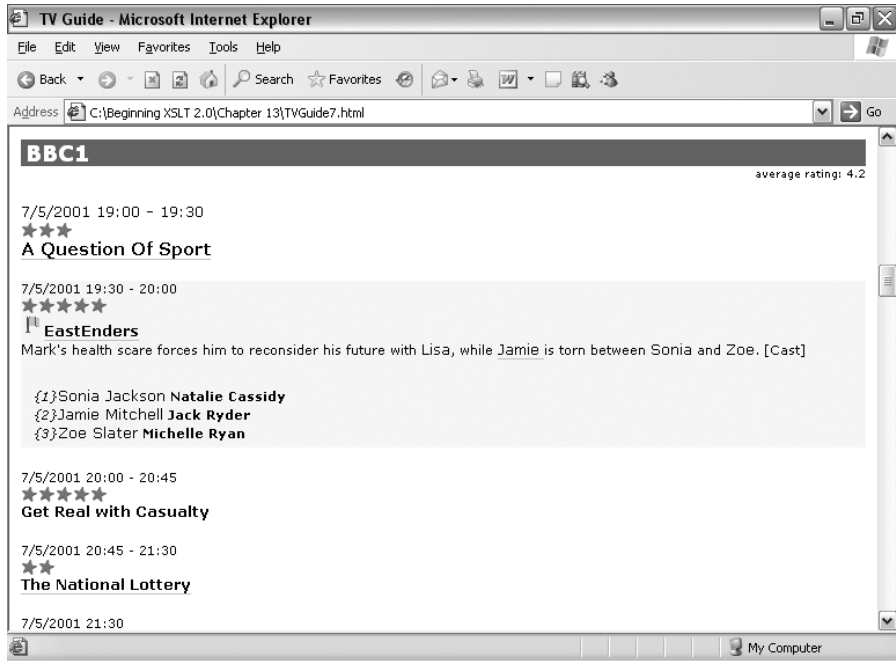 TV Guide - Microsoft Internet Explorer
File Edit View Favorites Tools Help
Back Search Favorites
Address C:\Beginning XSLT 2.0\Chapter 13\TVGuide7.html Go
BBC1
average rating: 4.2
7/5/2001 19:00 - 19:30
A Question Of Sport
7/5/2001 19:30 - 20:00
EastEnders
Mark's health scare forces him to reconsider his future with Lisa, while Jamie is torn between Sonia and Zoe. [Cast]
{1}Sonia Jackson Natalie Cassidy
{2}Jamie Mitchell Jack Ryder
{3}Zoe Slater Michelle Ryan
7/5/2001 20:00 - 20:45
Get Real with Casualty
7/5/2001 20:45 - 21:30
The National Lottery
7/5/2001 21:30
My Computer